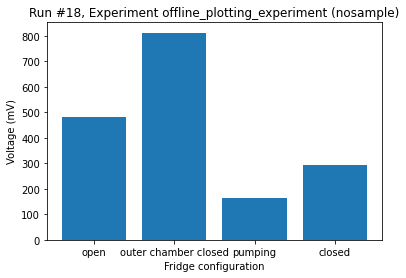 Run #18, Experiment offline_plotting_experiment (nosample)
800
700
600
500
400
300
200
100
0
Voltage (mV)
open outer chamber closed pumping closed
Fridge configuration